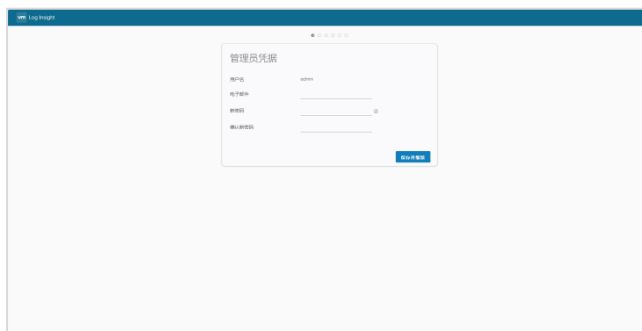 vm Log Insight
管理员凭据
用户名 admin
电子邮件
新密码
确认新密码
保存并继续